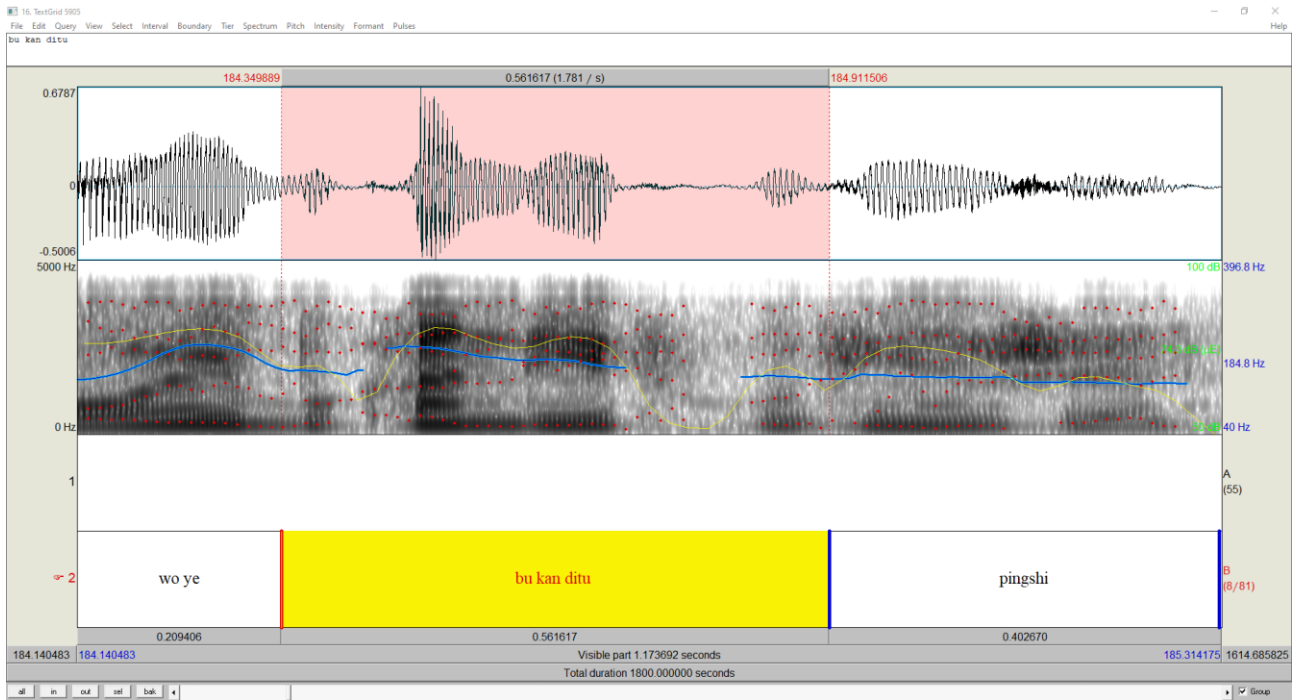 16. TextGrid 5905
File Edit Query View Select Interval Boundary Tier Spectrum Pitch Intensity Formant Pulses Help
bu kan ditu
184.349889 0.561617 (1.781 / s) 184.911506
0.6787
0
-0.5006
5000 Hz 100 dB 396.8 Hz
184.8 Hz
0 Hz 40 Hz
1 A
(55)
2 wo ye bu kan ditu pingshi B
(8/81)
0.209406 0.561617 0.402670
184.140483 184.140483 Visible part 1.173692 seconds 185.314175 1614.685825
Total duration 1800.000000 seconds
all in out sel bak Group